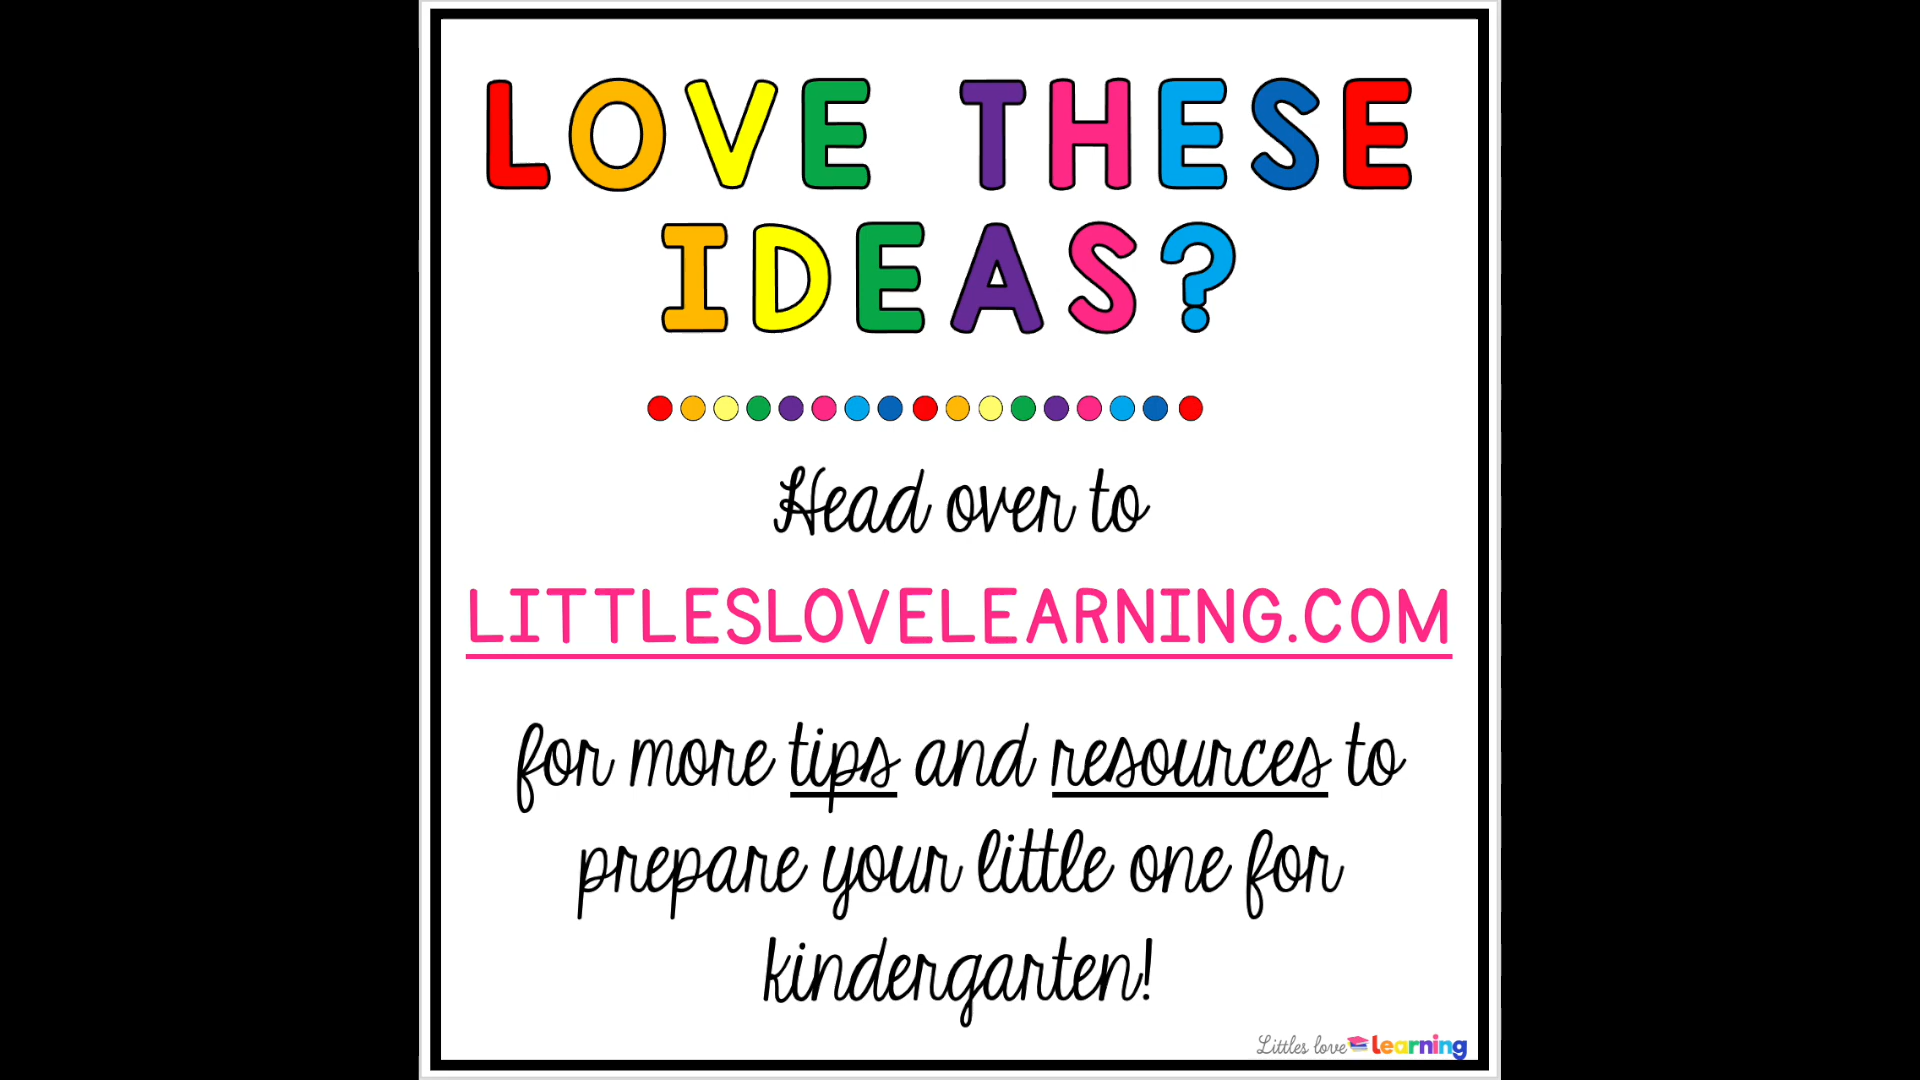 LOVE THESE
IDEAS?
Head over to
LITTLESLOVELEARNING.COM
for more tips and resources to
prepare your little one for
kindergarten!
Littles love learning